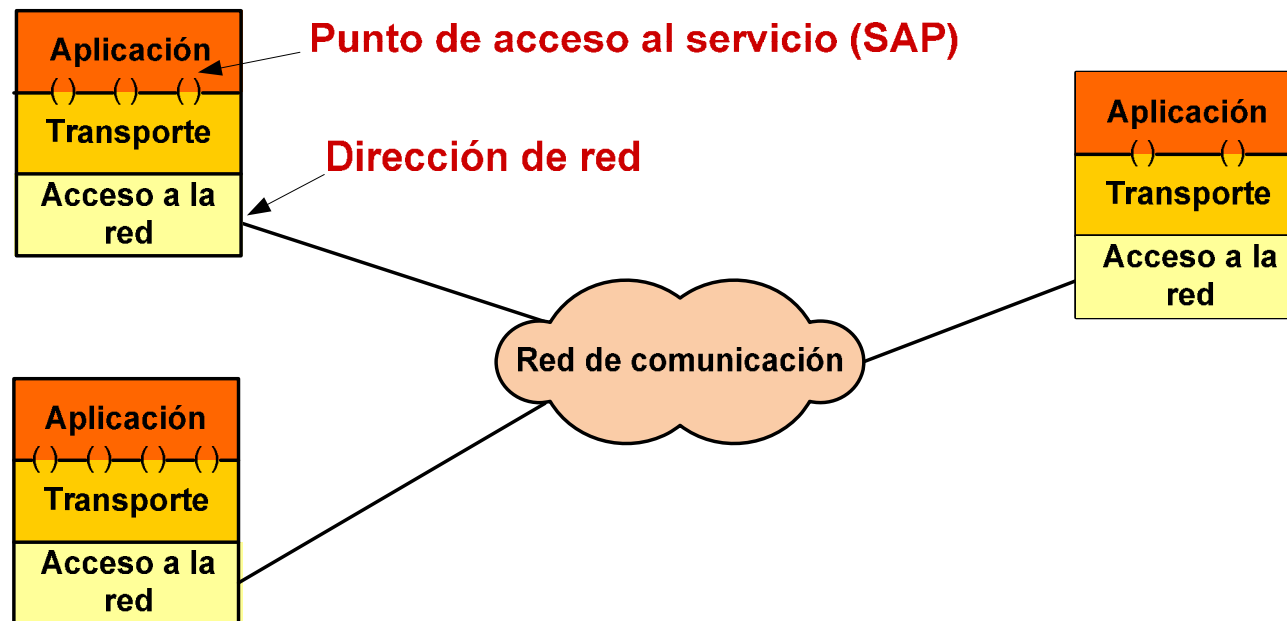 Aplicación
Punto de acceso al servicio (SAP)
( ) ( ) ( )
Transporte
Dirección de red
Acceso a la
red
Aplicación
( ) ( )
Transporte
Acceso a la
red
Red de comunicación
Aplicación
( ) ( ) ( ) ( )
Transporte
Acceso a la
red